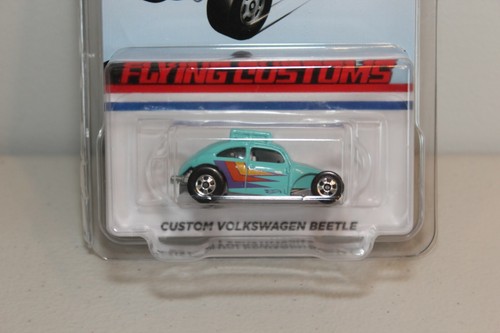 FLYING CUSTOMS
CUSTOM VOLKSWAGEN BEETLE